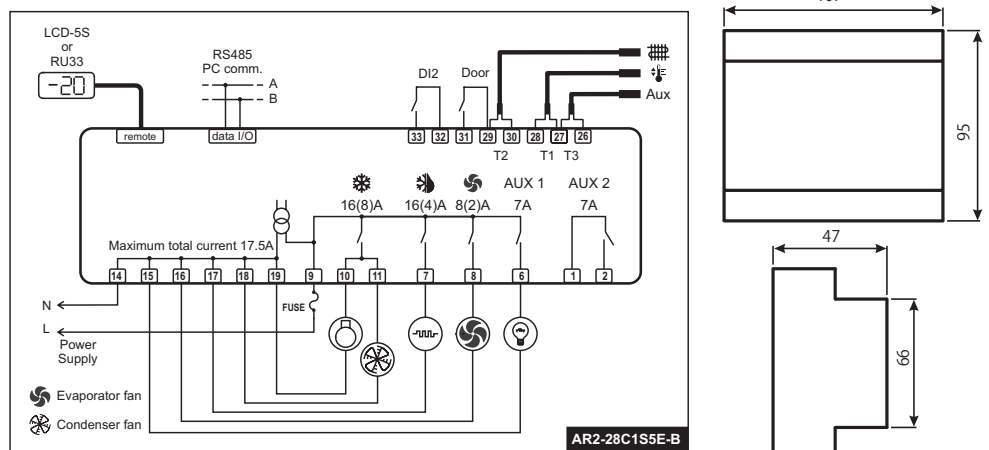 LCD-5S
or
RU33
-20
RS485
PC comm.
A
B
DI2
Door
Aux
remote
data I/O
33
32
31
29
30
28
27
26
T2
T1
T3
16(8)A
16(4)A
8(2)A
AUX 1
7A
AUX 2
7A
Maximum total current 17.5A
14
15
16
17
18
19
9
10
11
7
8
6
1
2
N
L
FUSE
Power
Supply
Evaporator fan
Condenser fan
AR2-28C1S5E-B
95
47
66